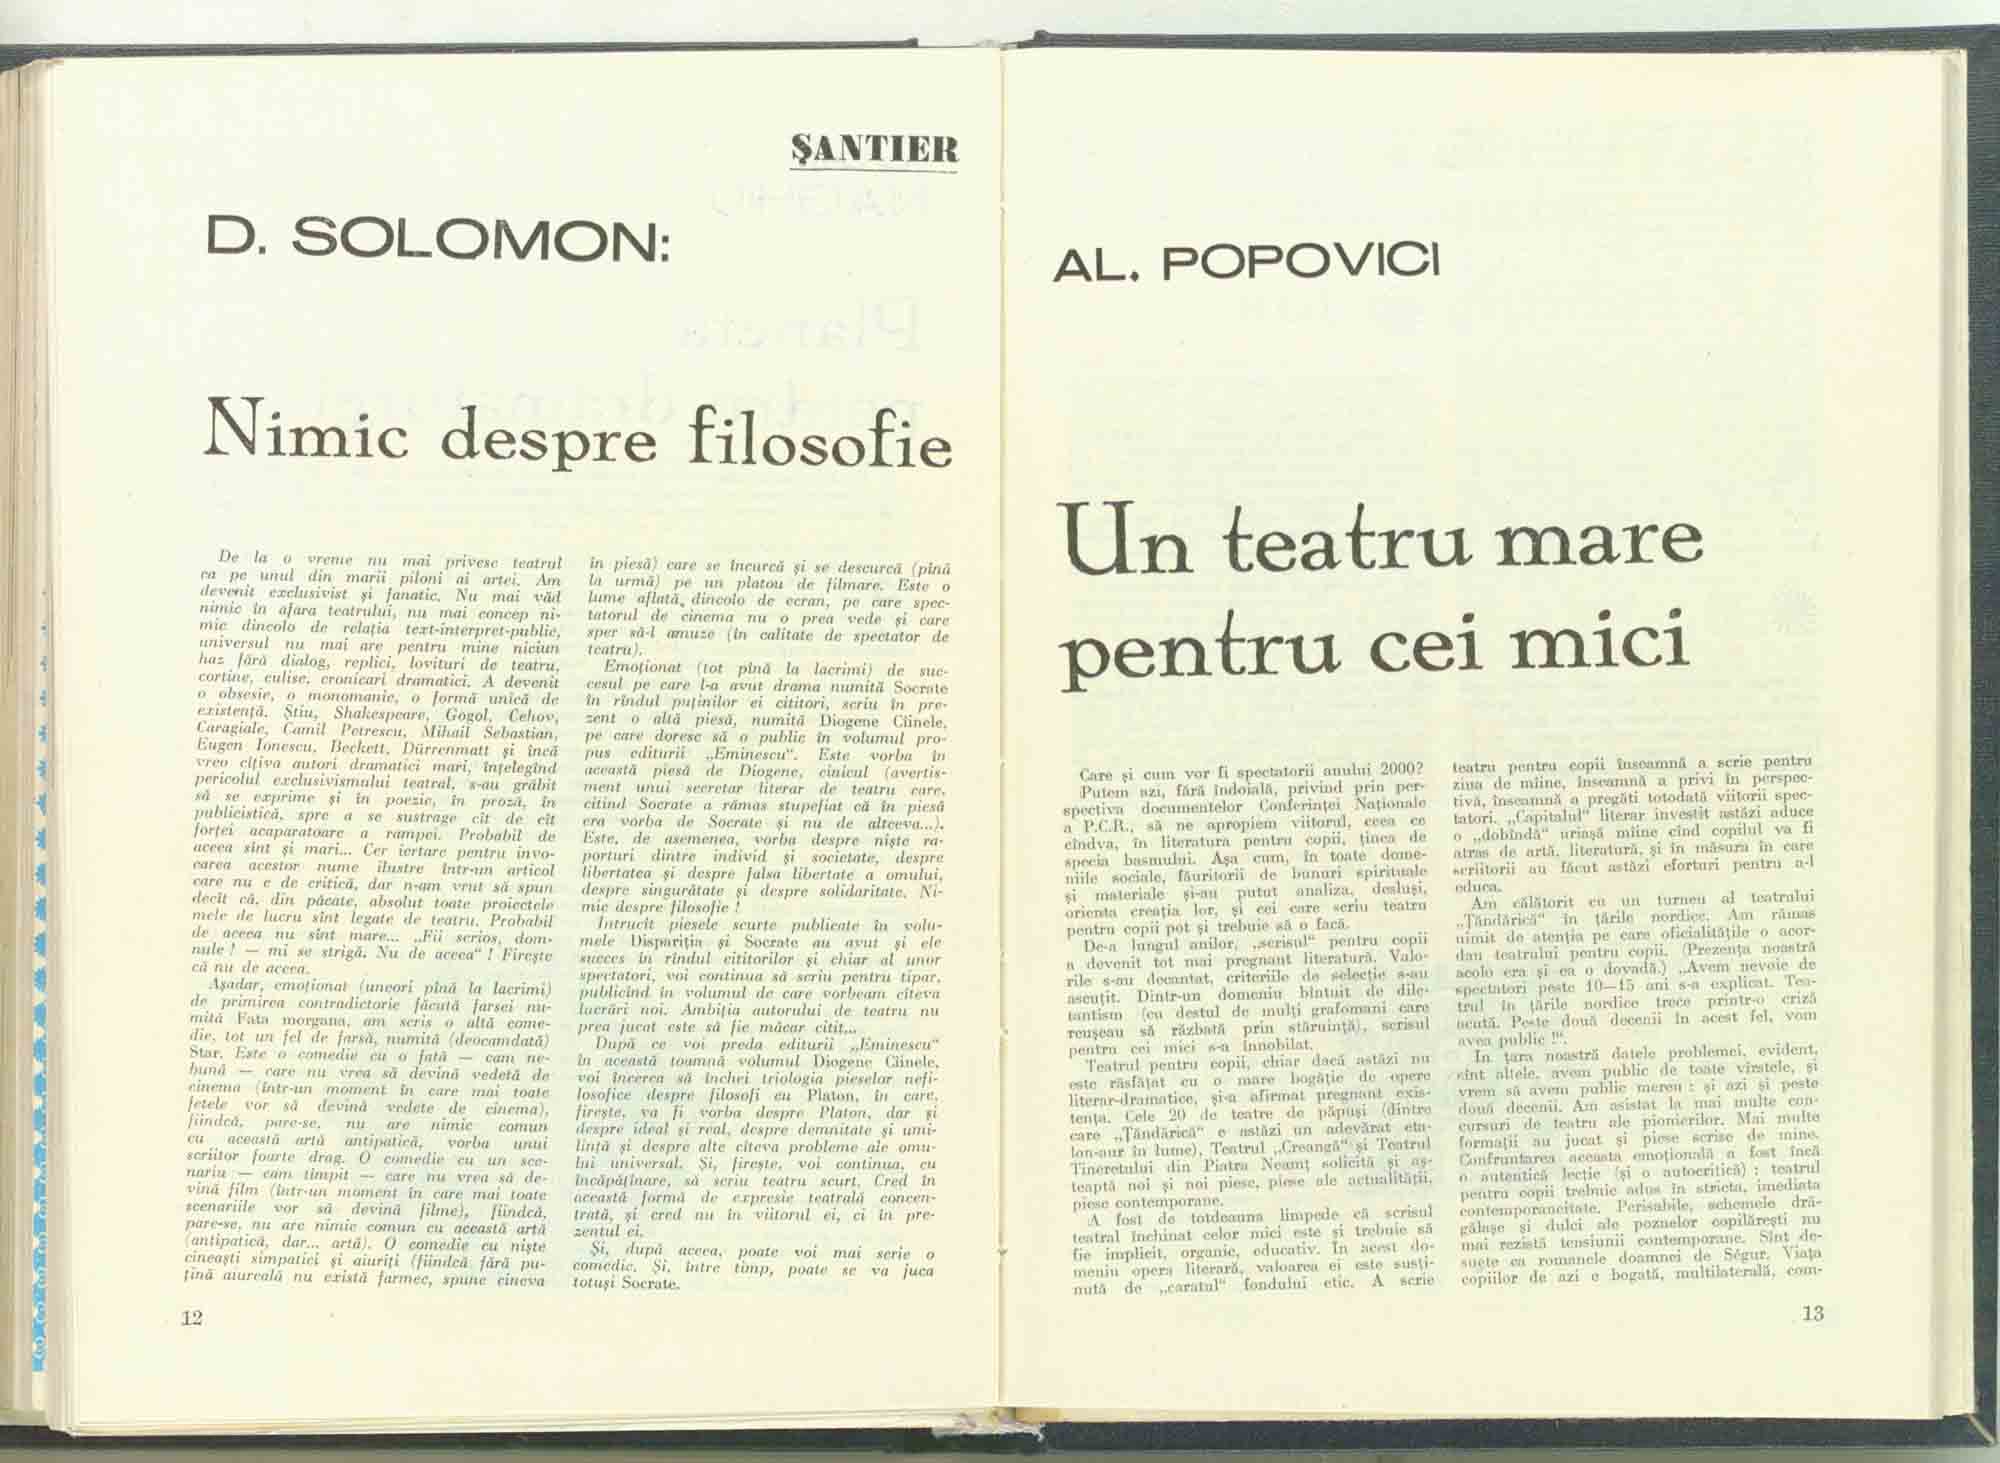 ŞANTIER
D. SOLOMON:
Nimic despre filosofie
De la o vreme nu mai privesc teatrul
ca pe unul din marii piloni ai artei. Am
devenit exclusivist şi fanatic. Nu mai văd
nimic în afara teatrului, nu mai concep ni-
mic dincolo de relaţia text-interpret-public,
universul nu mai are pentru mine niciun
haz fără dialog, replici, lovituri de teatru,
cortine, culise, cronicari dramatici. A devenit
o obsesie, o monomanie, o formă unică de
existenţă. Ştiu, Shakespeare, Gogol, Cehov,
Caragiale, Camil Petrescu, Mihail Sebastian,
Eugen Ionescu, Beckett, Dürrenmatt şi încă
vreo cîţiva autori dramatici mari, înţelegînd
pericolul exclusivismului teatral, s-au grăbit
să se exprime şi în poezie, în proză, în
publicistică, spre a se sustrage cît de cît
forţei acaparatoare a rampei. Probabil de
aceea sînt şi mari... Cer iertare pentru invo-
carea acestor nume ilustre într-un articol
care nu e de critică, dar n-am vrut să spun
decît că, din păcate, absolut toate proiectele
mele de lucru sînt legate de teatru. Probabil
de aceea nu sînt mare... „Fii serios, dom-
nule ! — mi se strigă. Nu de aceea“ ! Fireşte
că nu de aceea.
Aşadar, emoţionat (uneori pînă la lacrimi)
de primirea contradictorie făcută farsei nu-
mită Fata morgana, am scris o altă come-
die, tot un fel de farsă, numită (deocamdată)
Star. Este o comedie cu o fată — cam ne-
bună — care nu vrea să devină vedetă de
cinema (într-un moment în care mai toate
fetele vor să devină vedete de cinema),
fiindcă, pare-se, nu are nimic comun
cu această artă antipatică, vorba unui
scriitor foarte drag. O comedie cu un sce-
nariu — cam tîmpit — care nu vrea să de-
vină film (într-un moment în care mai toate
scenariile vor să devină filme), fiindcă,
pare-se, nu are nimic comun cu această artă
(antipatică, dar... artă). O comedie cu nişte
cineaşti simpatici şi aiuriţi (fiindcă fără pu-
ţină aiureală nu există farmec, spune cineva
în piesă) care se încurcă şi se descurcă (pînă
la urmă) pe un platou de filmare. Este o
lume aflată, dincolo de ecran, pe care spec-
tatorul de cinema nu o prea vede şi care
sper să-l amuze (în calitate de spectator de
teatru).
Emoţionat (tot pînă la lacrimi) de suc-
cesul pe care l-a avut drama numită Socrate
în rîndul puţinilor ei cititori, scriu în pre-
zent o altă piesă, numită Diogene Cîinele,
pe care doresc să o public în volumul pro-
pus editurii „Eminescu“. Este vorba în
această piesă de Diogene, cinicul (avertis-
ment unui secretar literar de teatru care,
citind Socrate a rămas stupefiat că în piesă
era vorba de Socrate şi nu de altceva...).
Este, de asemenea, vorba despre nişte ra-
porturi dintre individ şi societate, despre
libertatea şi despre falsa libertate a omului,
despre singurătate şi despre solidaritate. Ni-
mic despre filosofie !
Întrucît piesele scurte publicate în volu-
mele Dispariţia şi Socrate au avut şi ele
succes în rîndul cititorilor şi chiar al unor
spectatori, voi continua să scriu pentru tipar,
publicînd în volumul de care vorbeam cîteva
lucrări noi. Ambiţia autorului de teatru nu
prea jucat este să fie măcar citit...
După ce voi preda editurii „Eminescu“
în această toamnă volumul Diogene Cîinele,
voi încerca să închei triologia pieselor nefi-
losofice despre filosofi cu Platon, în care,
fireşte, va fi vorba despre Platon, dar şi
despre ideal şi real, despre demnitate şi umi-
linţă şi despre alte cîteva probleme ale omu-
lui universal. Şi, fireşte, voi continua, cu
încăpăţînare, să scriu teatru scurt. Cred în
această formă de expresie teatrală concen-
trată, şi cred nu în viitorul ei, ci în pre-
zentul ei.
Şi, după aceea, poate voi mai scrie o
comedie. Şi, între timp, poate se va juca
totuşi Socrate.
12
AL. POPOVICI
Un teatru mare
pentru cei mici
Care şi cum vor fi spectatorii anului 2000?
Putem azi, fără îndoială, privind prin per-
spectiva documentelor Conferinţei Naţionale
a P.C.R., să ne apropiem viitorul, ceea ce
cîndva, în literatura pentru copii, ţinea de
specia basmului. Aşa cum, în toate dome-
niile sociale, făuritorii de bunuri spirituale
şi materiale şi-au putut analiza, desluşi,
orienta creaţia lor, şi cei care scriu teatru
pentru copii pot şi trebuie să o facă.
De-a lungul anilor, „scrisul“ pentru copii
a devenit tot mai pregnant literatură. Valo-
rile s-au decantat, criteriile de selecţie s-au
ascuţit. Dintr-un domeniu bîntuit de dile-
tantism (cu destul de mulţi grafomani care
reuşeau să răzbată prin stăruinţă), scrisul
pentru cei mici s-a înnobilat.
Teatrul pentru copii, chiar dacă astăzi nu
este răsfăţat cu o mare bogăţie de opere
literar-dramatice, şi-a afirmat pregnant exis-
tenţa. Cele 20 de teatre de păpuşi (dintre
care „Ţăndărică“ e astăzi un adevărat eta-
lon-aur în lume), Teatrul „Creangă“ şi Teatrul
Tineretului din Piatra Neamţ solicită şi aş-
teaptă noi şi noi piese, piese ale actualităţii,
piese contemporane.
A fost de totdeauna limpede că scrisul
teatral închinat celor mici este şi trebuie să
fie implicit, organic, educativ. În acest do-
meniu opera literară, valoarea ei este susţi-
nută de „caratul“ fondului etic. A scrie
teatru pentru copii înseamnă a scrie pentru
ziua de mîine, înseamnă a privi în perspec-
tivă, înseamnă a pregăti totodată viitorii spec-
tatori. „Capitalul“ literar investit astăzi aduce
o „dobîndă“ uriaşă mîine cînd copilul va fi
atras de artă, literatură, şi în măsura în care
scriitorii au făcut astăzi eforturi pentru a-l
educa.
Am călătorit cu un turneu al teatrului
„Ţăndărică“ în ţările nordice. Am rămas
uimit de atenţia pe care oficialităţile o acor-
dau teatrului pentru copii. (Prezenţa noastră
acolo era şi ea o dovadă.) „Avem nevoie de
spectatori peste 10—15 ani s-a explicat. Tea-
trul în ţările nordice trece printr-o criză
acută. Peste două decenii în acest fel, vom
avea public !“.
In ţara noastră datele problemei, evident,
sînt altele, avem public de toate vîrstele, şi
vrem să avem public mereu : şi azi şi peste
două decenii. Am asistat la mai multe con-
cursuri de teatru ale pionierilor. Mai multe
formaţii au jucat şi piese scrise de mine.
Confruntarea aceasta emoţională a fost încă
o autentică lecţie (şi o autocritică) : teatrul
pentru copii trebuie adus în stricta, imediata
contemporaneitate. Perisabile, schemele dră-
gălaşe şi dulci ale poznelor copilăreşti nu
mai rezistă tensiunii contemporane. Sînt de-
suete ca romanele doamnei de Ségur. Viaţa
copiilor de azi e bogată, multilaterală, com-
13